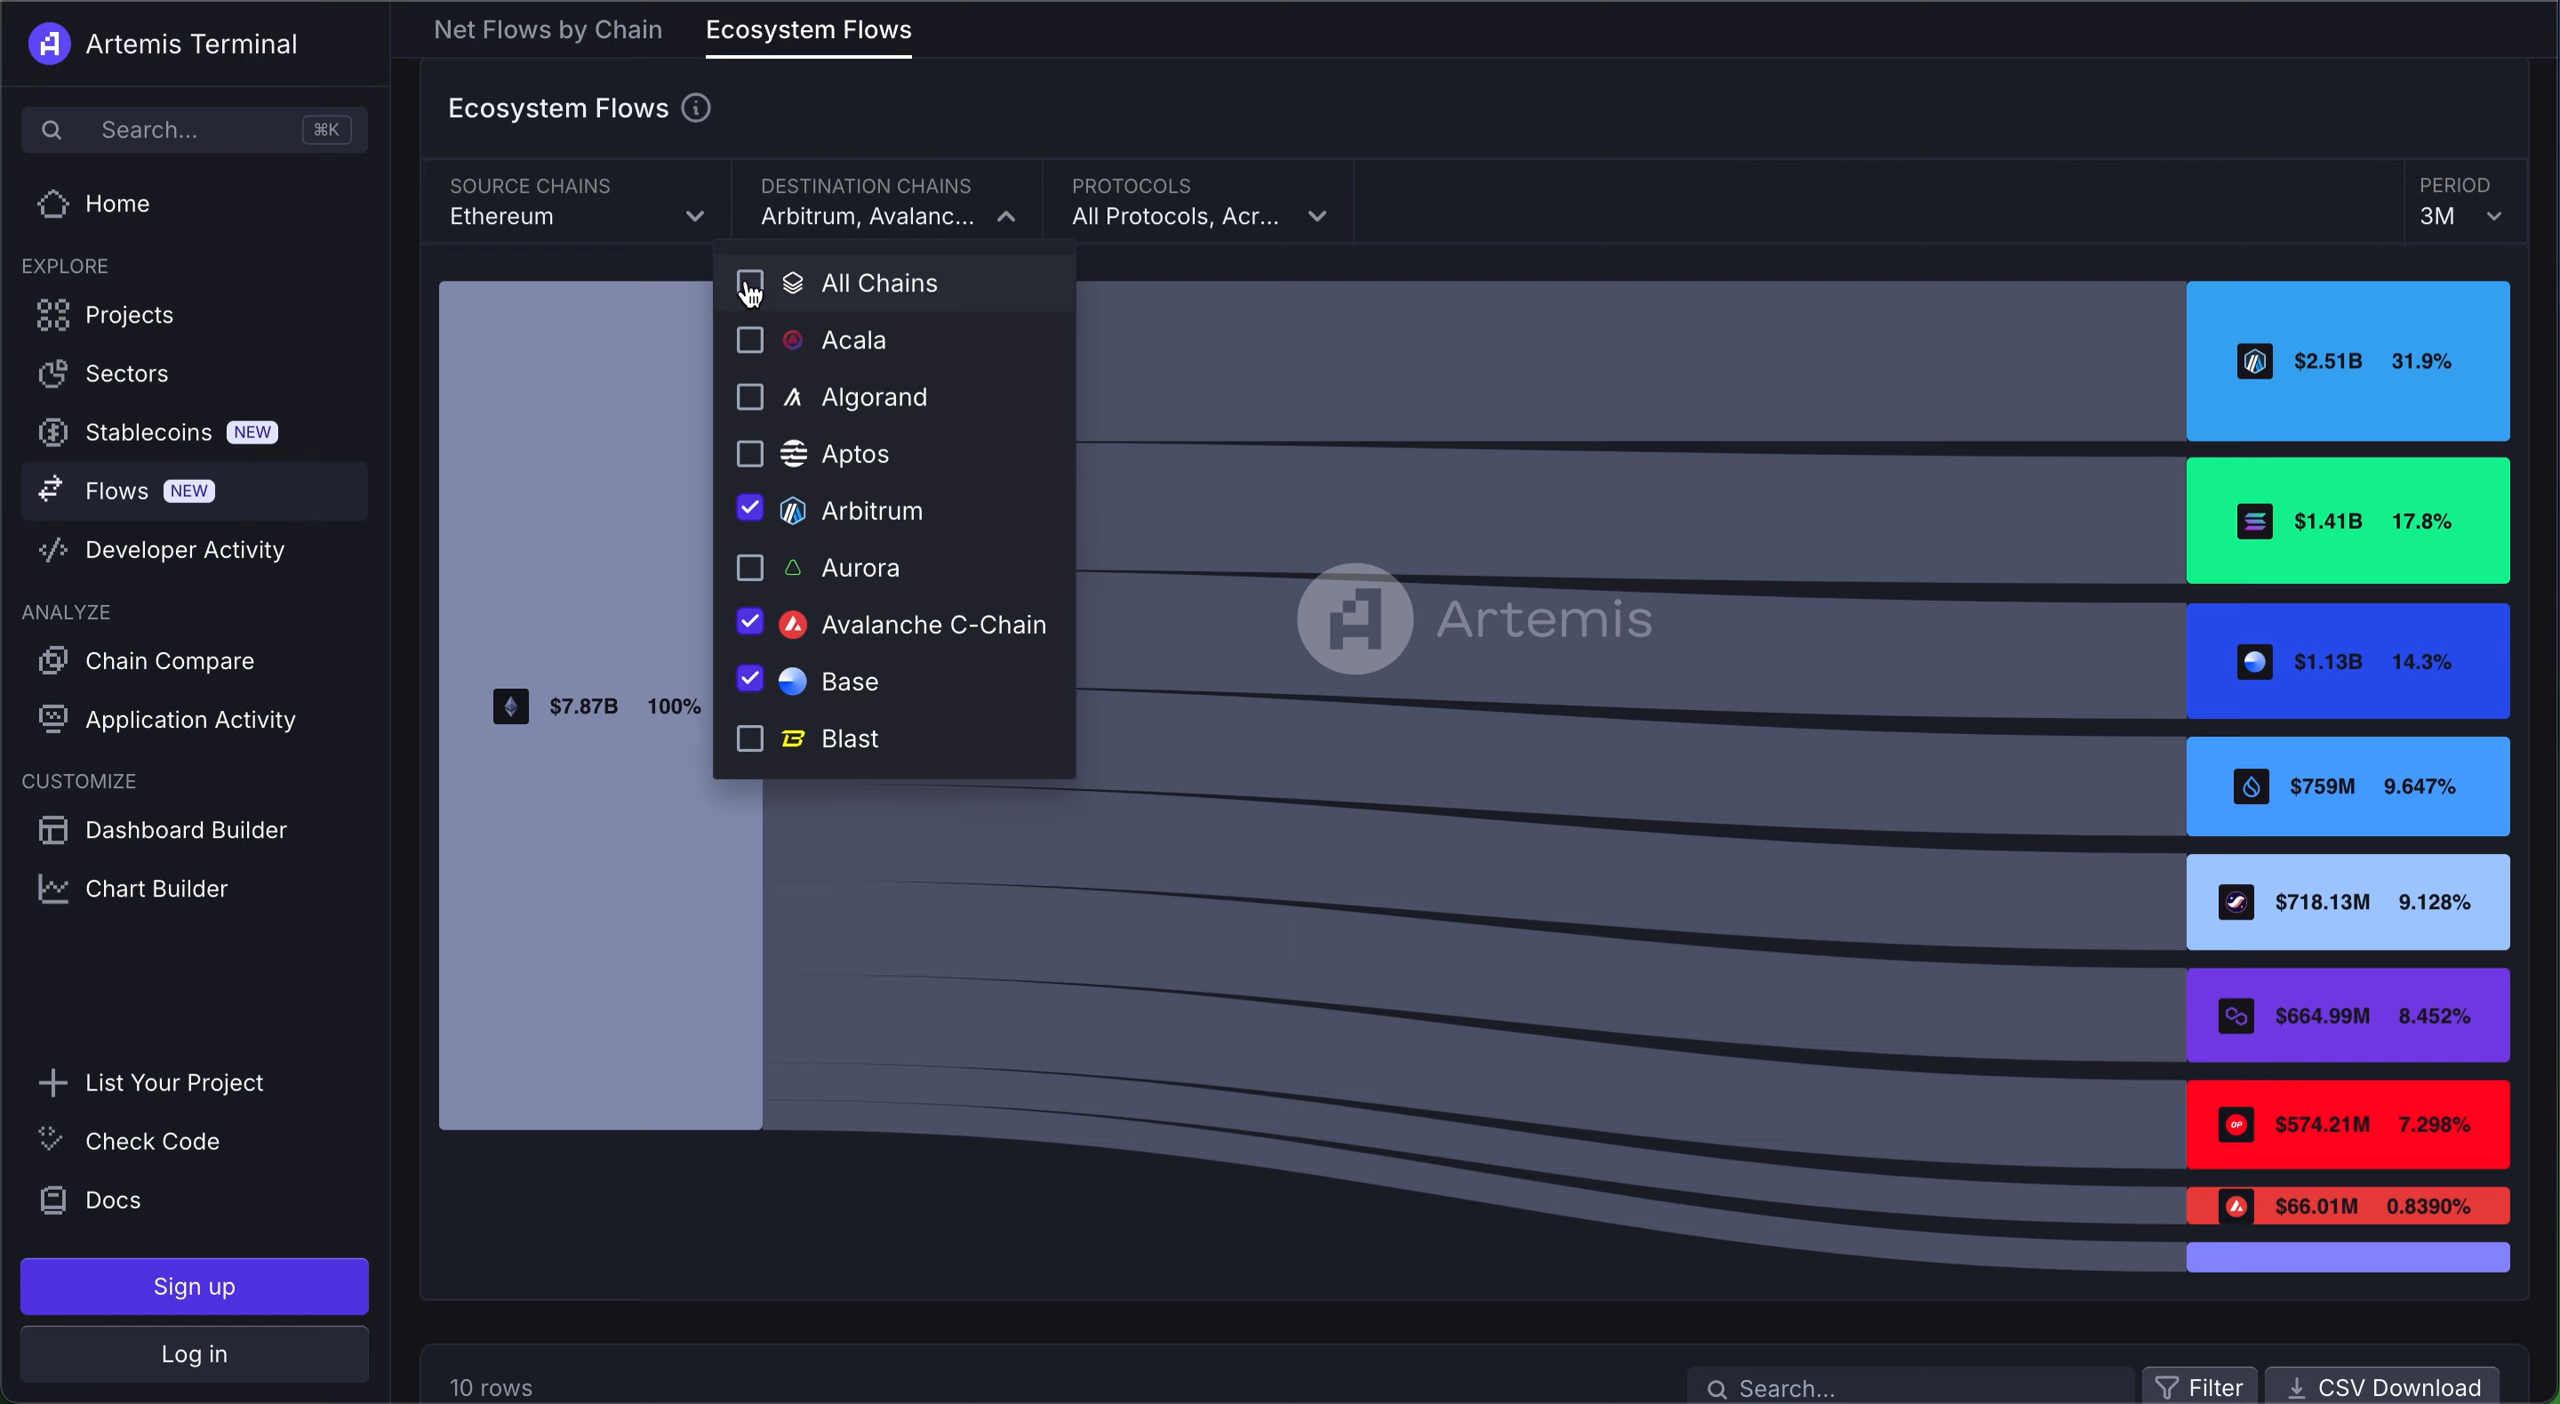 Artemis Terminal
Search...
⌘K
Home
EXPLORE
Projects
Sectors
Stablecoins NEW
Flows NEW
Developer Activity
ANALYZE
Chain Compare
Application Activity
CUSTOMIZE
Dashboard Builder
Chart Builder
List Your Project
Check Code
Docs
Sign up
Log in
Net Flows by Chain
Ecosystem Flows
Ecosystem Flows
SOURCE CHAINS
Ethereum
DESTINATION CHAINS
Arbitrum, Avalanc...
PROTOCOLS
All Protocols, Acr...
PERIOD
3M
All Chains
Acala
Algorand
Aptos
Arbitrum
Aurora
Avalanche C-Chain
Base
Blast
$7.87B 100%
Artemis
$2.51B 31.9%
$1.41B 17.8%
$1.13B 14.3%
$759M 9.647%
$718.13M 9.128%
$664.99M 8.452%
OP $574.21M 7.298%
$66.01M 0.8390%
10 rows
Search...
Filter
CSV Download